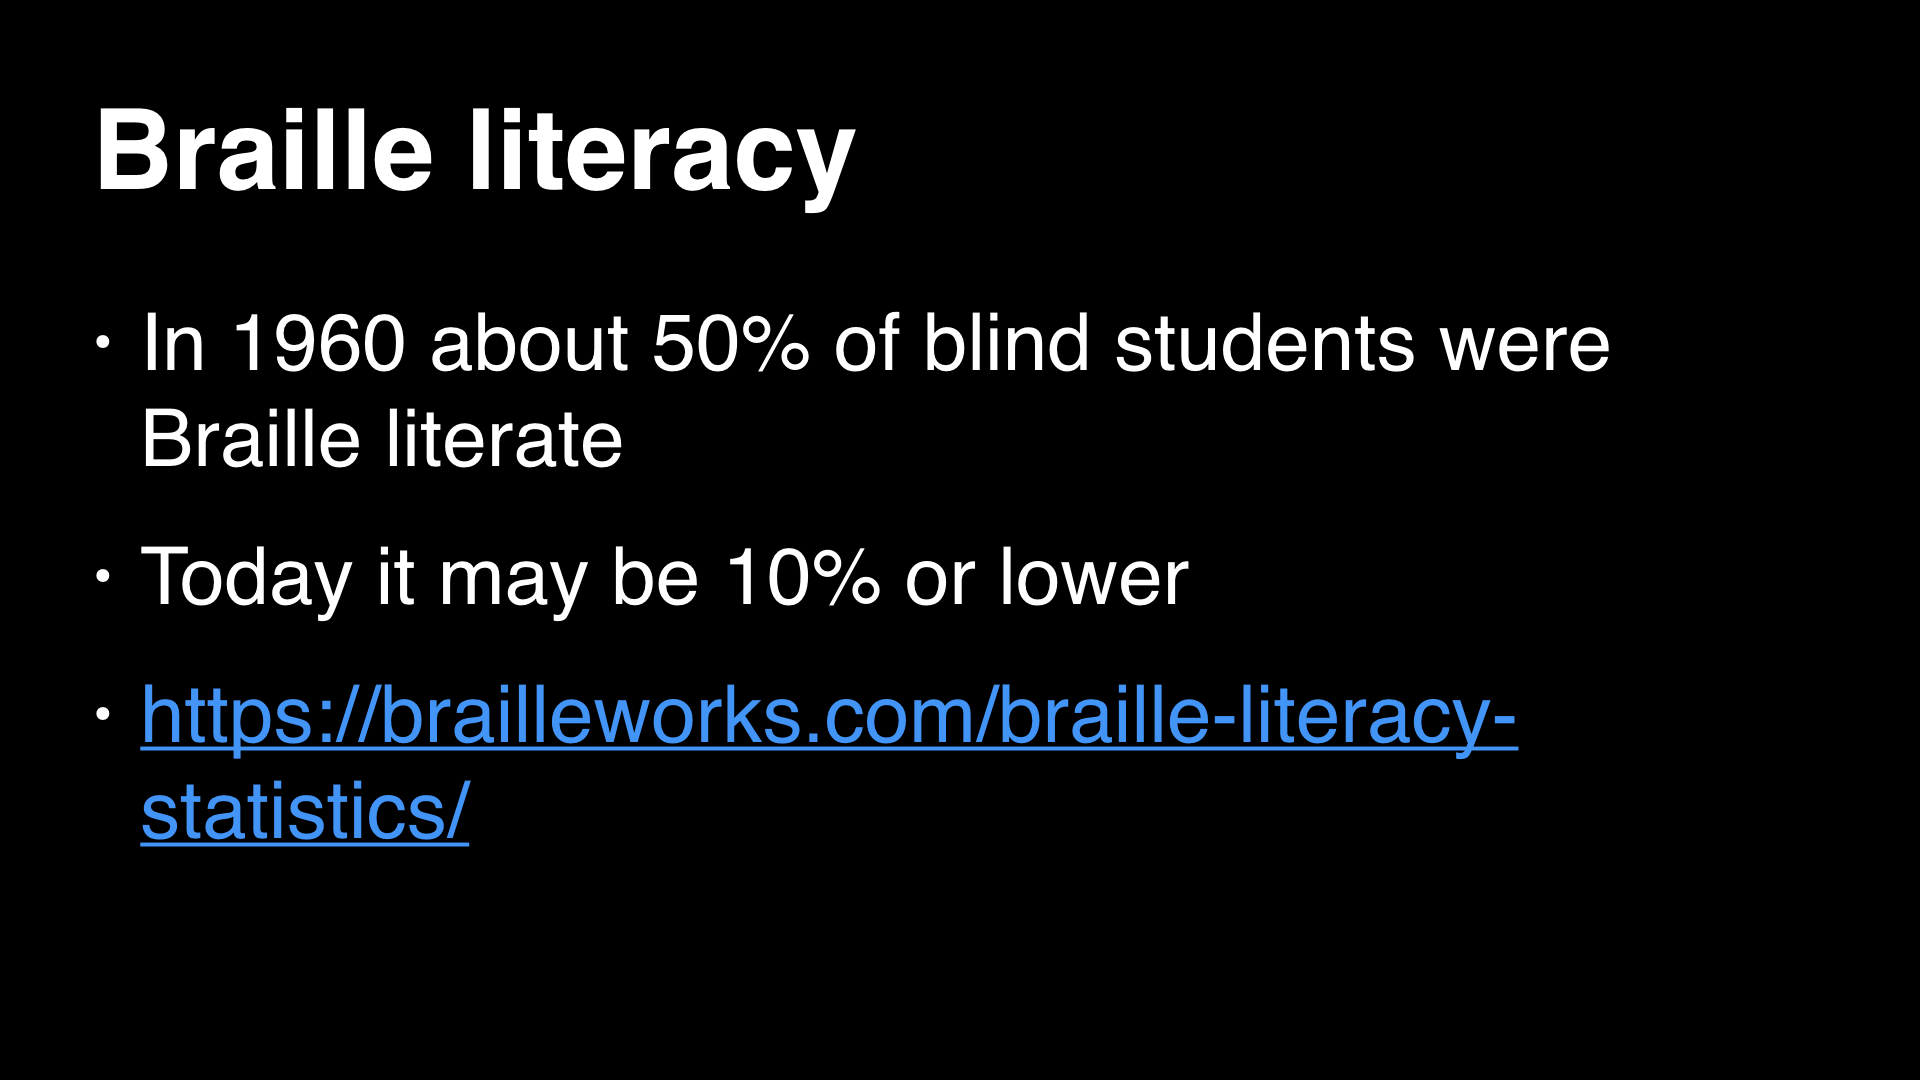 Braille literacy
• In 1960 about 50% of blind students were
Braille literate
• Today it may be 10% or lower
• https://brailleworks.com/braille-literacy-
statistics/